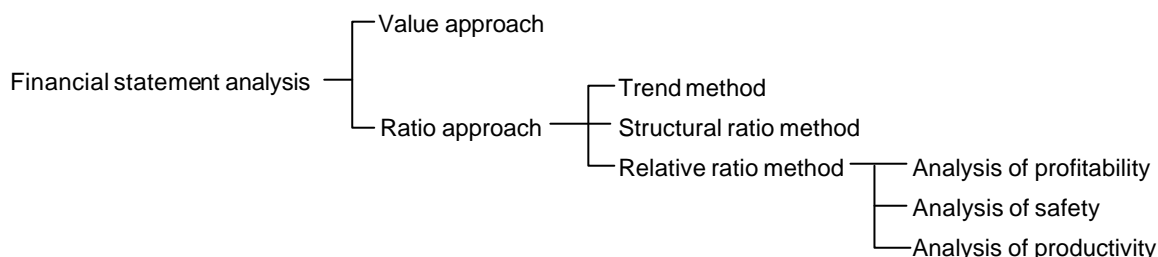 Value approach
Financial statement analysis
Ratio approach
Trend method
Structural ratio method
Relative ratio method
Analysis of profitability
Analysis of safety
Analysis of productivity